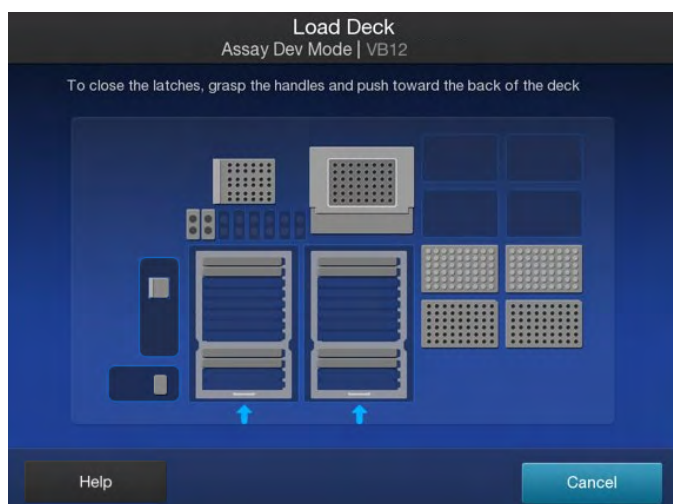 Load Deck
Assay Dev Mode | VB12
To close the latches, grasp the handles and push toward the back of the deck
Help
Cancel